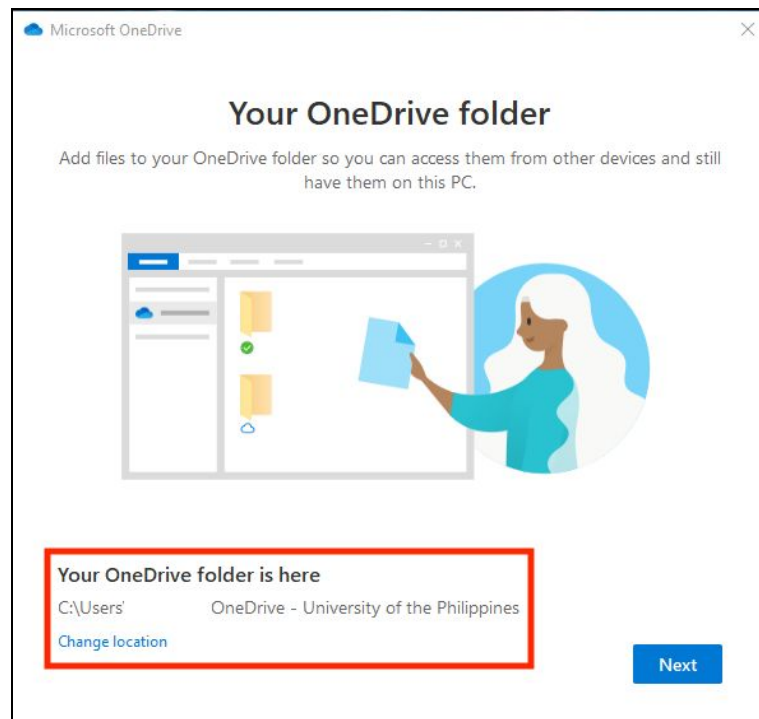 Microsoft OneDrive
Your OneDrive folder
Add files to your OneDrive folder so you can access them from other devices and still
have them on this PC.
Your OneDrive folder is here
C:\Users' OneDrive - University of the Philippines
Change location
Next